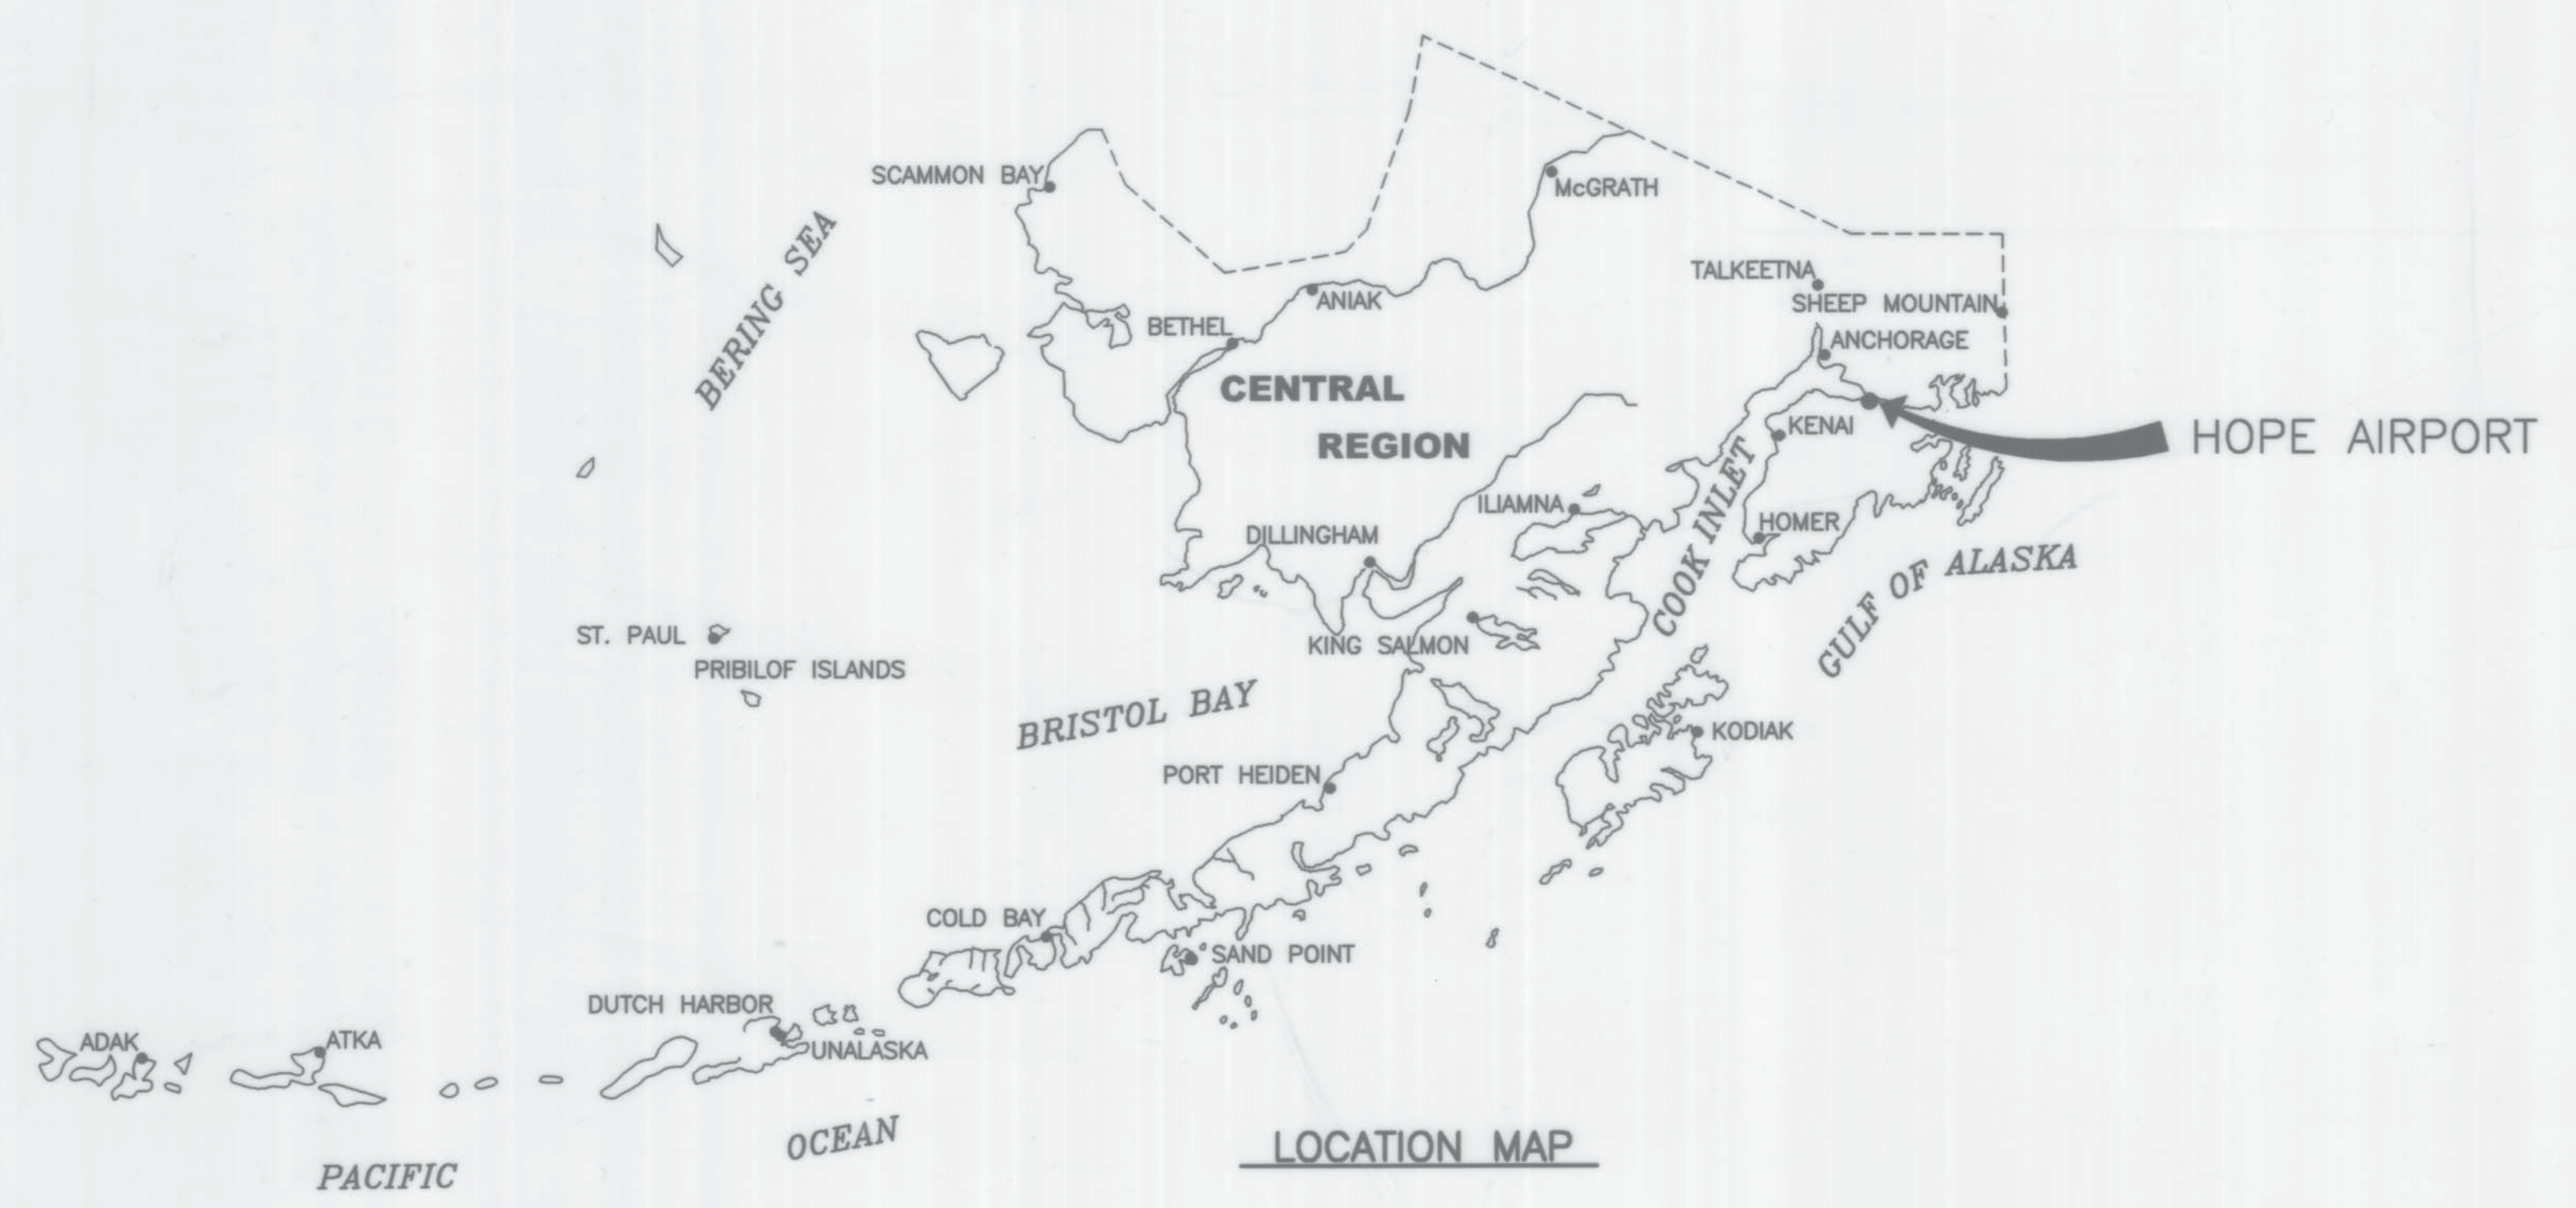 SCAMMON BAY
McGRATH
BERING SEA
TALKEETNA
SHEEP MOUNTAIN
ANIAK
BETHEL
ANCHORAGE
CENTRAL
REGION
KENAI
HOPE AIRPORT
ILIAMNA
COOK INLET
HOMER
DILLINGHAM
GULF OF ALASKA
ST. PAUL
KING SALMON
PRIBILOF ISLANDS
BRISTOL BAY
KODIAK
PORT HEIDEN
COLD BAY
SAND POINT
DUTCH HARBOR
ADAK
ATKA
UNALASKA
PACIFIC
OCEAN
LOCATION MAP